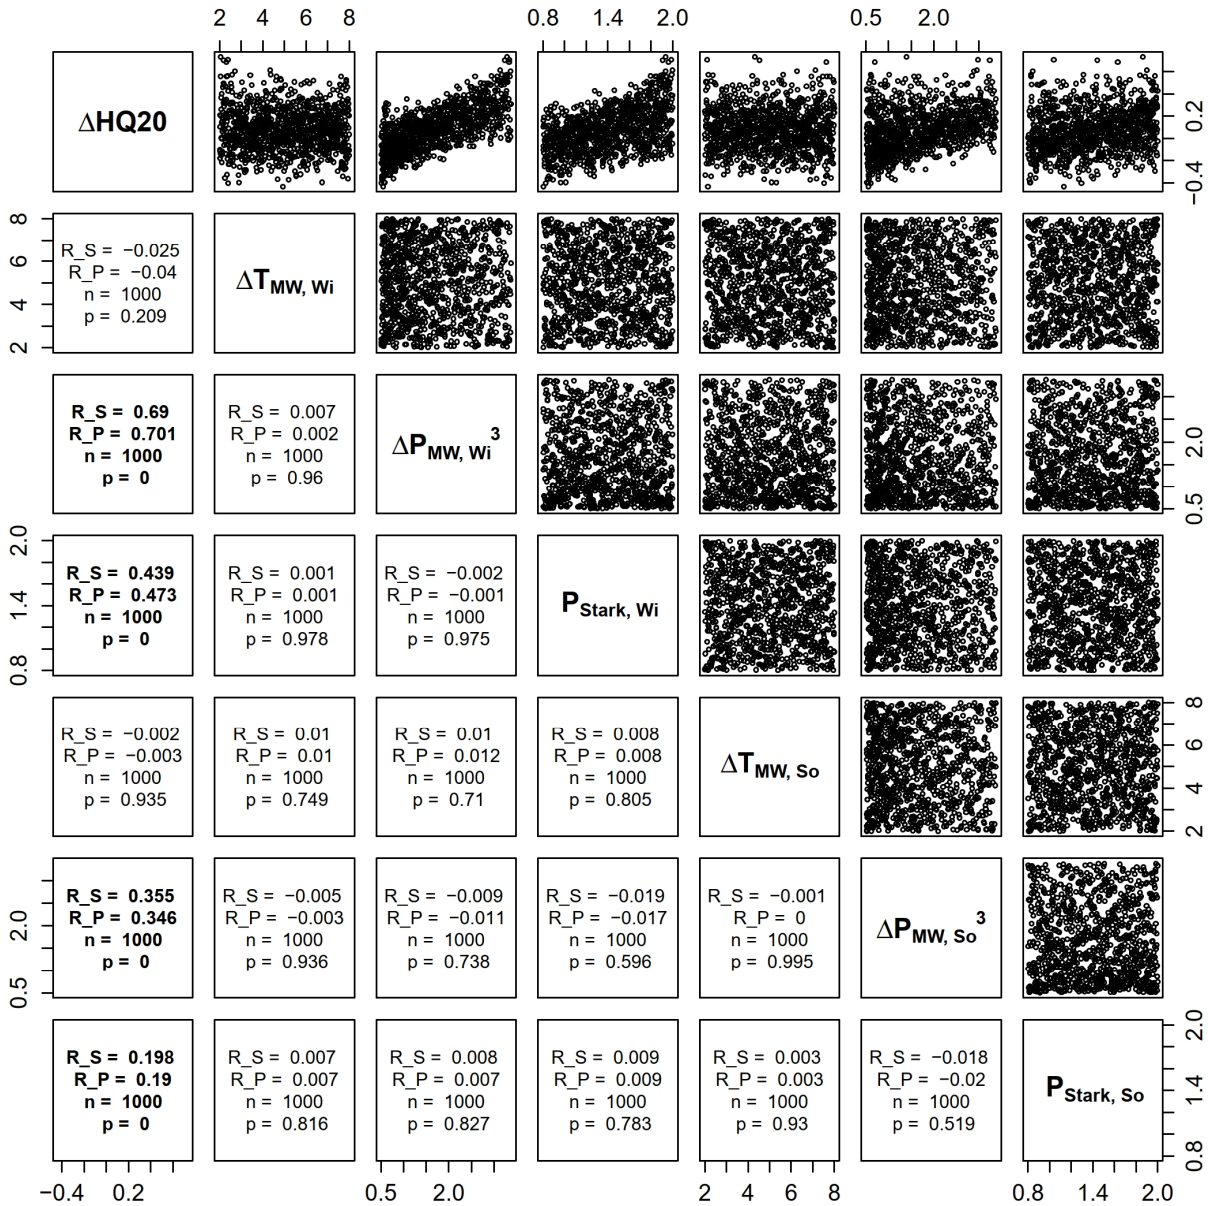 2 4 6 8 0.8 1.4 2.0 0.5 2.0
ΔHQ20
0.2
−0.4
8
6
4
2
R_S = −0.025
R_P = −0.04
n = 1000
p = 0.209
ΔT MW, Wi
R_S = 0.69
R_P = 0.701
n = 1000
p = 0
R_S = 0.007
R_P = 0.002
n = 1000
p = 0.96
ΔP MW, Wi 3
2.0
0.5
2.0
1.4
0.8
R_S = 0.439
R_P = 0.473
n = 1000
p = 0
R_S = 0.001
R_P = 0.001
n = 1000
p = 0.978
R_S = −0.002
R_P = −0.001
n = 1000
p = 0.975
P Stark, Wi
R_S = −0.002
R_P = −0.003
n = 1000
p = 0.935
R_S = 0.01
R_P = 0.01
n = 1000
p = 0.749
R_S = 0.01
R_P = 0.012
n = 1000
p = 0.71
R_S = 0.008
R_P = 0.008
n = 1000
p = 0.805
ΔT MW, So
8
6
4
2
2.0
0.5
R_S = 0.355
R_P = 0.346
n = 1000
p = 0
R_S = −0.005
R_P = −0.003
n = 1000
p = 0.936
R_S = −0.009
R_P = −0.011
n = 1000
p = 0.738
R_S = −0.019
R_P = −0.017
n = 1000
p = 0.596
R_S = −0.001
R_P = 0
n = 1000
p = 0.995
ΔP MW, So 3
R_S = 0.198
R_P = 0.19
n = 1000
p = 0
R_S = 0.007
R_P = 0.007
n = 1000
p = 0.816
R_S = 0.008
R_P = 0.007
n = 1000
p = 0.827
R_S = 0.009
R_P = 0.009
n = 1000
p = 0.783
R_S = 0.003
R_P = 0.003
n = 1000
p = 0.93
R_S = −0.018
R_P = −0.02
n = 1000
p = 0.519
P Stark, So
2.0
1.4
0.8
−0.4 0.2 0.5 2.0 2 4 6 8 0.8 1.4 2.0